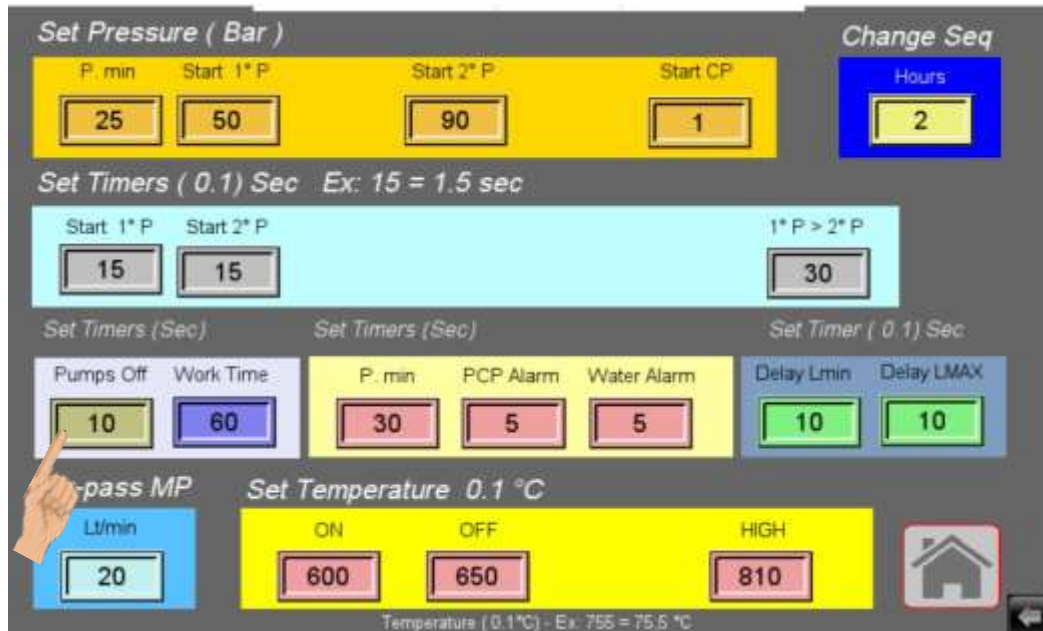 Set Pressure ( Bar )
Change Seq
P. min Start 1° P Start 2° P Start CP
Hours
25 50 90 1
2
Set Timers ( 0.1) Sec Ex: 15 = 1.5 sec
Start 1° P Start 2° P 1° P > 2° P
15 15 30
Set Timers (Sec) Set Timers (Sec) Set Timer ( 0.1) Sec
Pumps Off Work Time P. min PCP Alarm Water Alarm Delay Lmin Delay LMAX
10 60 30 5 5 10 10
-pass MP Set Temperature 0.1 °C
Lt/min ON OFF HIGH
20 600 650 810
Temperature ( 0.1°C) - Ex: 755 = 75.5 °C